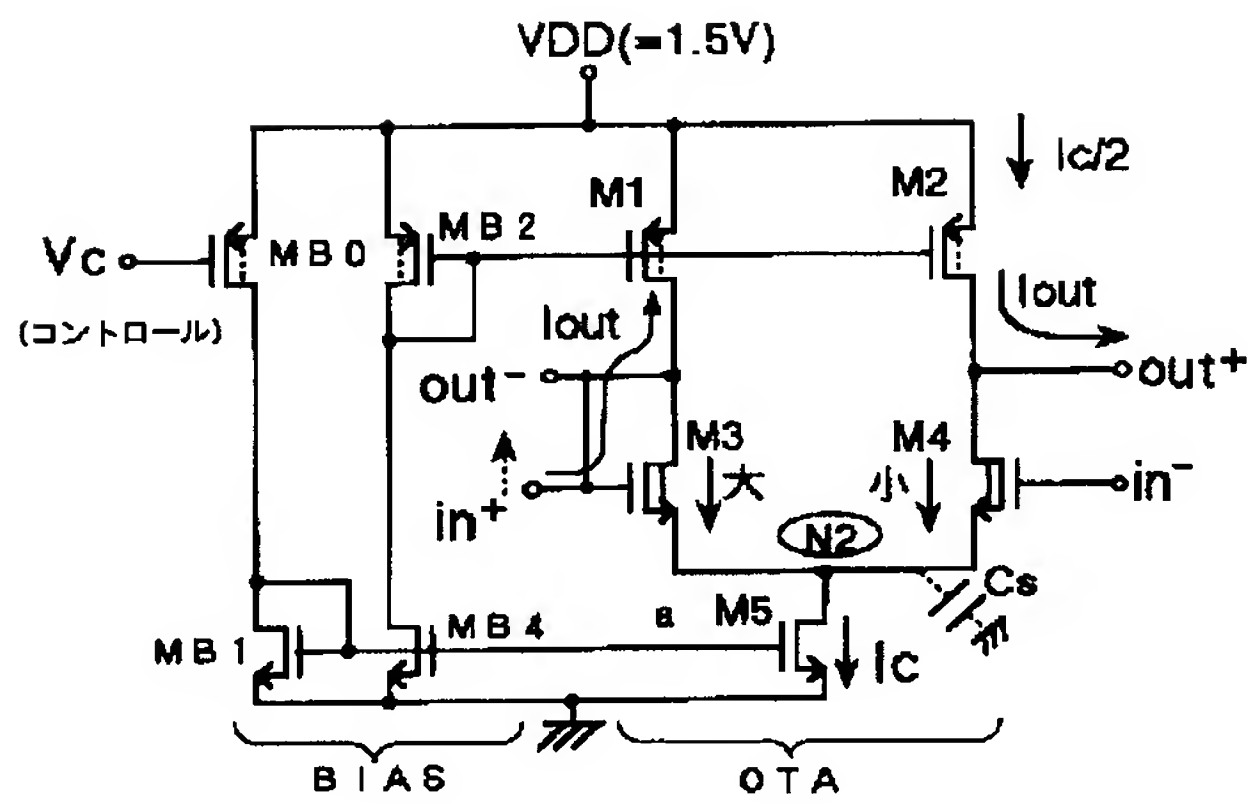 VDD(=1.5V)
Ic/2
M1
M2
Vc
MB0
MB2
(コントロール)
Iout
Iout
out-
out+
M3
大
小
M4
in+
in-
N2
Cs
MB1
MB4
a
M5
Ic
BIAS
OTA